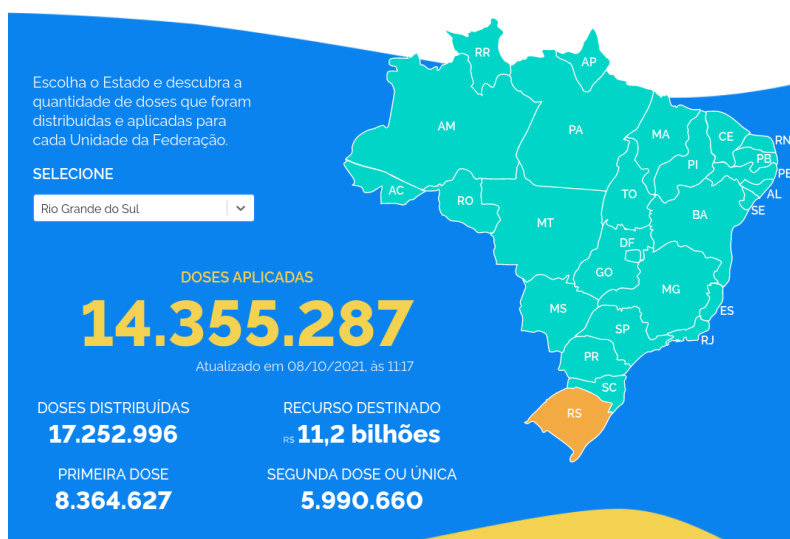 Escolha o Estado e descubra a
quantidade de doses que foram
distribuídas e aplicadas para
cada Unidade da Federação.
SELECIONE
Rio Grande do Sul
DOSES APLICADAS
14.355.287
Atualizado em 08/10/2021, às 11:17
DOSES DISTRIBUÍDAS
17.252.996
RECURSO DESTINADO
R$ 11,2 bilhões
PRIMEIRA DOSE
8.364.627
SEGUNDA DOSE OU ÚNICA
5.990.660
RR
AP
AM
PA
MA
CE
RN
PB
PE
PI
AL
SE
AC
RO
TO
BA
MT
DF
GO
MG
ES
MS
SP
RJ
PR
SC
RS